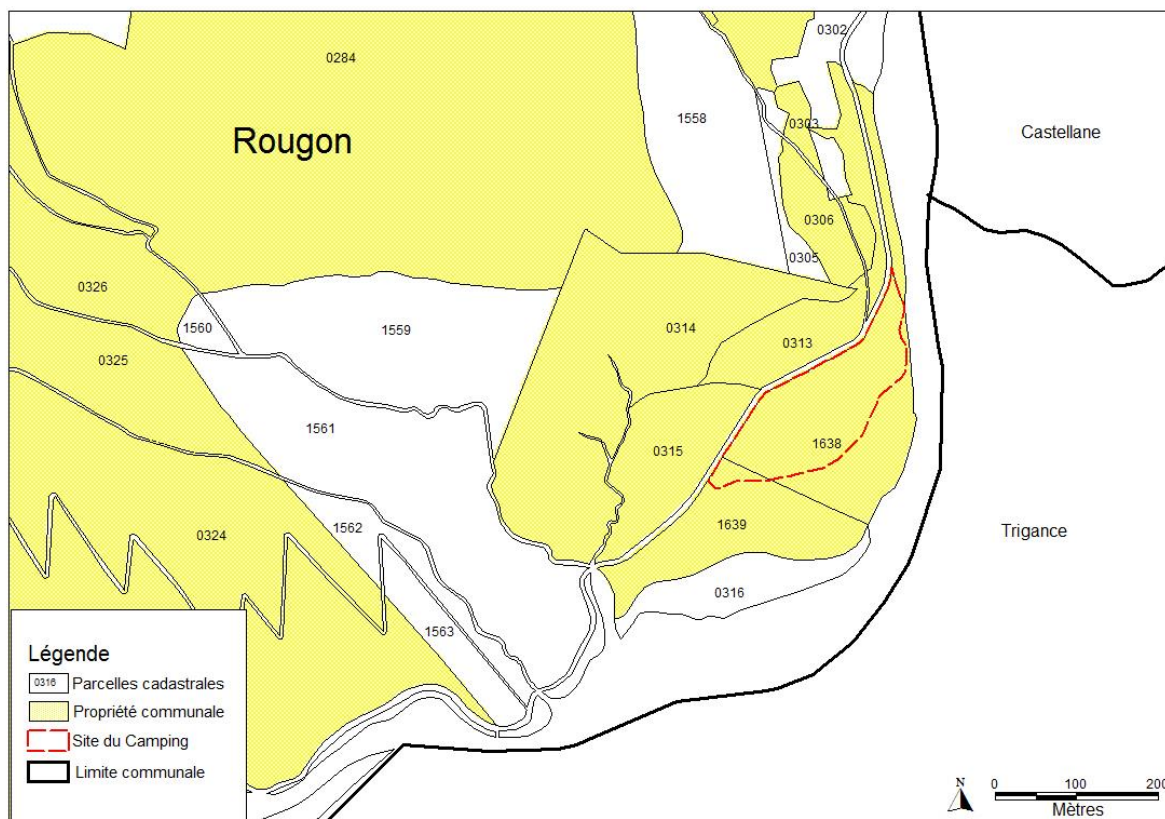 0302
0284
1558
0303
Castellane
Rougon
0306
0305
0326
1560
1559
0314
0313
0325
1561
1638
0315
0324
1562
1639
Trigance
0316
1563
Légende
0316 Parcelles cadastrales
Propriété communale
Site du Camping
Limite communale
N
0 100 200
Mètres